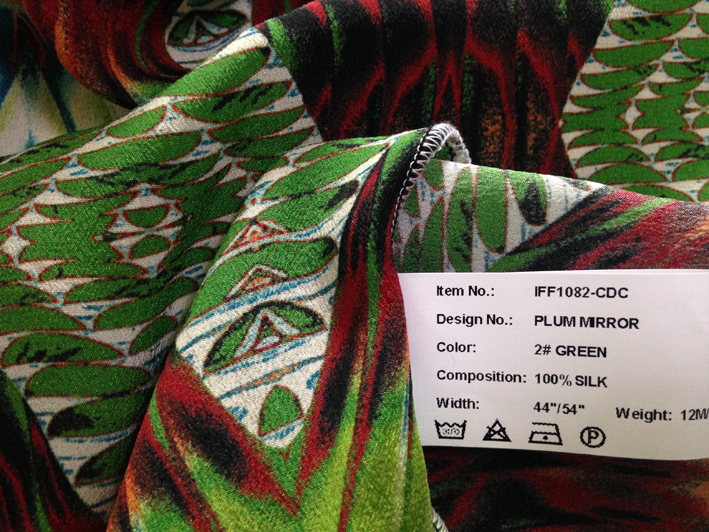 Item No.: IFF1082-CDC
Design No.: PLUM MIRROR
Color: 2# GREEN
Composition: 100% SILK
Width: 44"/54" Weight: 12M
P